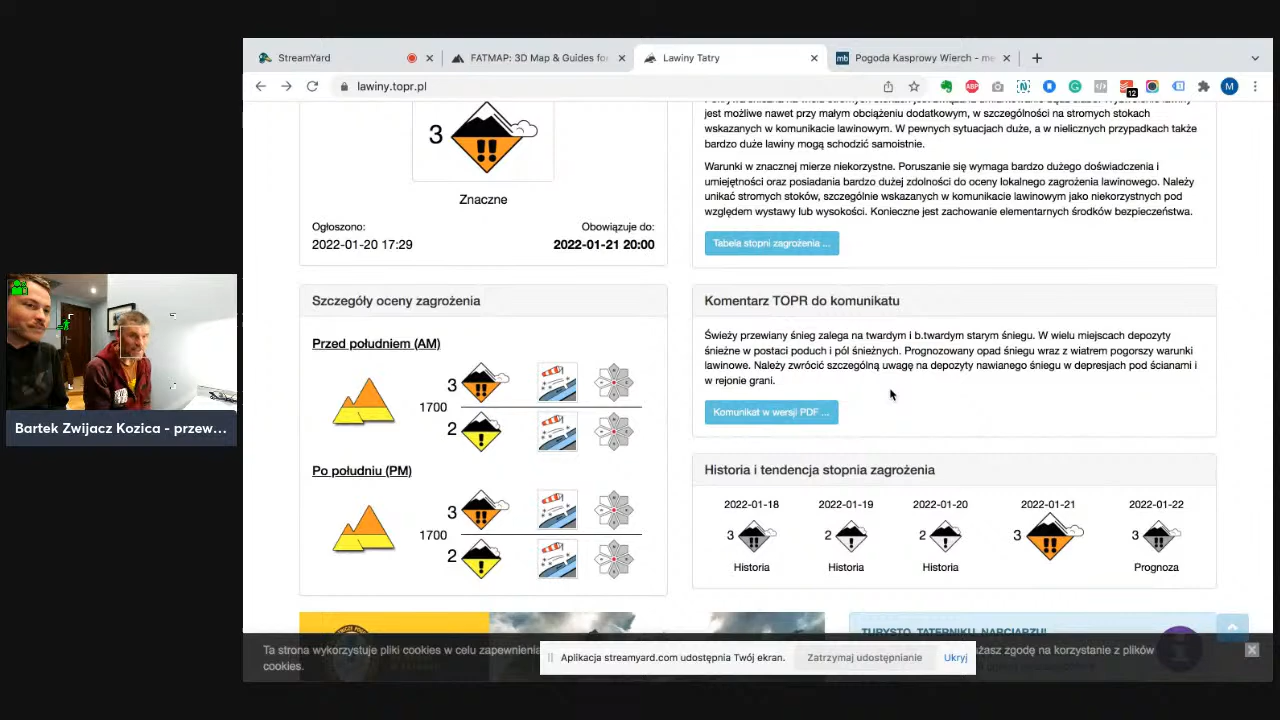 StreamYard
FATMAP: 3D Map & Guides for
Lawiny Tatry
Pogoda Kasprowy Wierch - me
lawiny.topr.pl
12
M
3
Znaczne
Ogłoszono:
2022-01-20 17:29
Obowiązuje do:
2022-01-21 20:00
jest możliwe nawet przy małym obciążeniu dodatkowym, w szczególności na stromych stokach
wskazanych w komunikacie lawinowym. W pewnych sytuacjach duże, a w nielicznych przypadkach także
bardzo duże lawiny mogą schodzić samoistnie.
Warunki w znacznej mierze niekorzystne. Poruszanie się wymaga bardzo dużego doświadczenia i
umiejętności oraz posiadania bardzo dużej zdolności do oceny lokalnego zagrożenia lawinowego. Należy
unikać stromych stoków, szczególnie wskazanych w komunikacie lawinowym jako niekorzystnych pod
względem wystawy lub wysokości. Konieczne jest zachowanie elementarnych środków bezpieczeństwa.
Tabela stopni zagrożenia ...
Szczegóły oceny zagrożenia
Przed południem (AM)
3
1700
2
Po południu (PM)
3
1700
2
Komentarz TOPR do komunikatu
Świeży przewiany śnieg zalega na twardym i b.twardym starym śniegu. W wielu miejscach depozyty
śnieżne w postaci poduch i pól śnieżnych. Prognozowany opad śniegu wraz z wiatrem pogorszy warunki
lawinowe. Należy zwrócić szczególną uwagę na depozyty nawianego śniegu w depresjach pod ścianami i
w rejonie grani.
Komunikat w wersji PDF ...
Historia i tendencja stopnia zagrożenia
2022-01-18 2022-01-19 2022-01-20 2022-01-21 2022-01-22
3 2 2 3 3
Historia Historia Historia Prognoza
Bartek Zwijacz Kozica - przew...
TURYSTO, TATERNIKU, NARCIARZU!
Ta strona wykorzystuje pliki cookies w celu zapewnienia
żasz zgodę na korzystanie z plików
cookies.
Aplikacja streamyard.com udostępnia Twój ekran.
Zatrzymaj udostępnianie
Ukryj